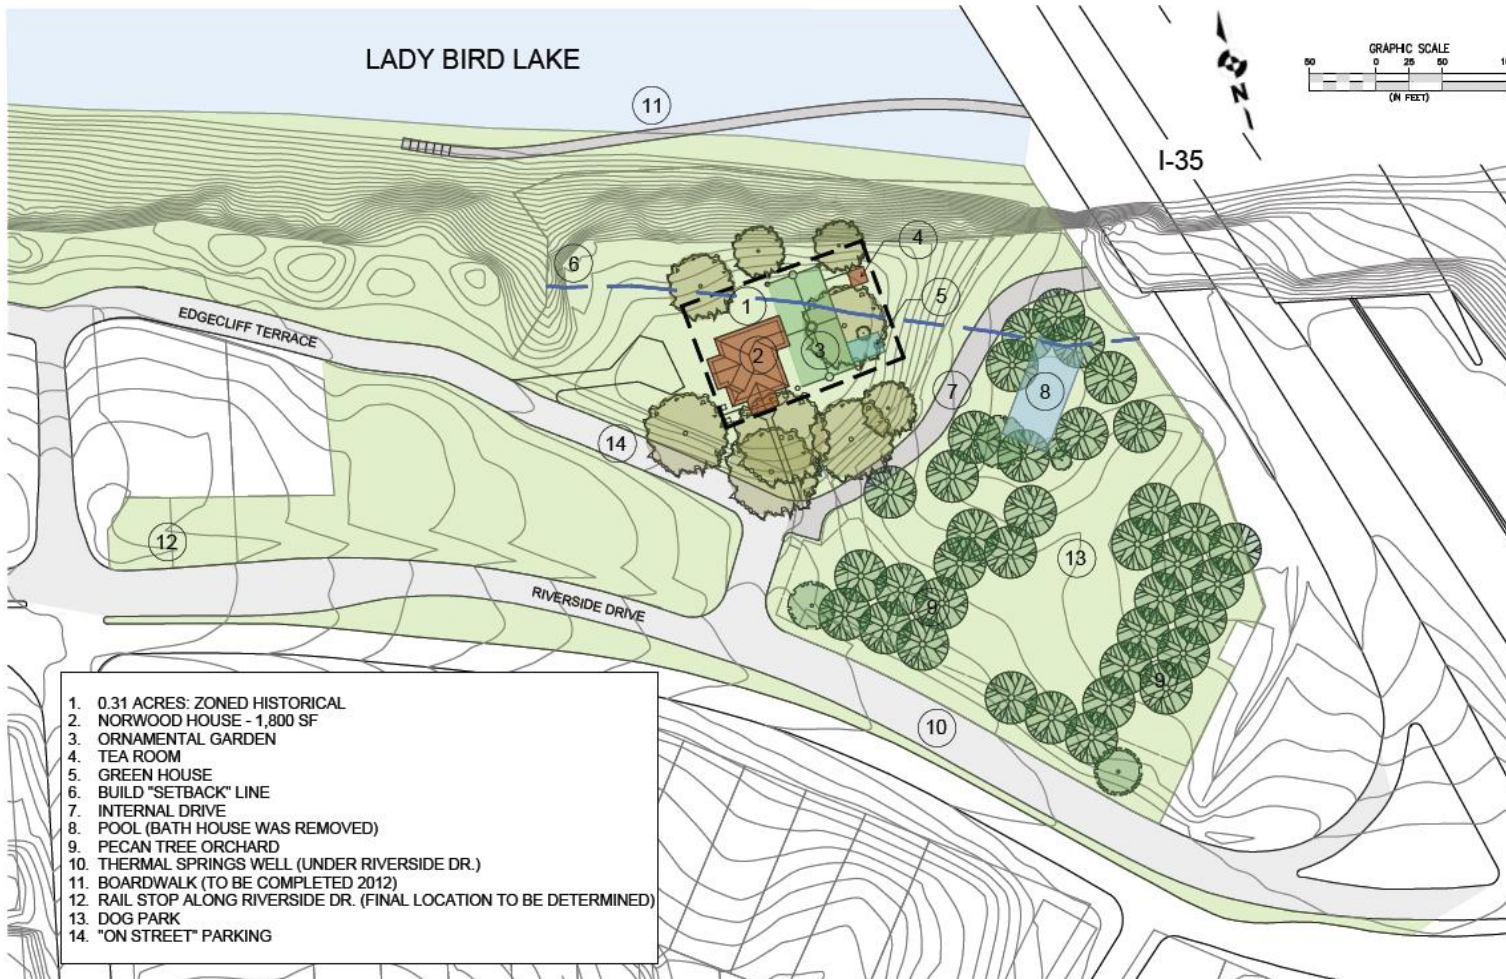 LADY BIRD LAKE
GRAPHIC SCALE
50 0 25 50 10
(IN FEET)
N
I-35
11
4
6
5
1
2
3
7
8
14
EDGECLIFF TERRACE
12
13
RIVERSIDE DRIVE
9
9
10
1. 0.31 ACRES: ZONED HISTORICAL
2. NORWOOD HOUSE - 1,800 SF
3. ORNAMENTAL GARDEN
4. TEA ROOM
5. GREEN HOUSE
6. BUILD "SETBACK" LINE
7. INTERNAL DRIVE
8. POOL (BATH HOUSE WAS REMOVED)
9. PECAN TREE ORCHARD
10. THERMAL SPRINGS WELL (UNDER RIVERSIDE DR.)
11. BOARDWALK (TO BE COMPLETED 2012)
12. RAIL STOP ALONG RIVERSIDE DR. (FINAL LOCATION TO BE DETERMINED)
13. DOG PARK
14. "ON STREET" PARKING